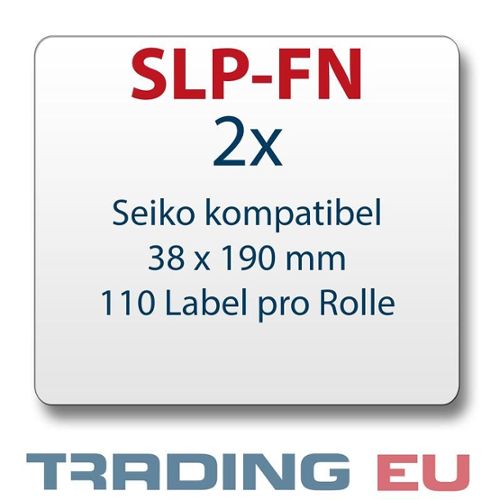 SLP-FN
2x
Seiko kompatibel
38 x 190 mm
110 Label pro Rolle
TRADING EU